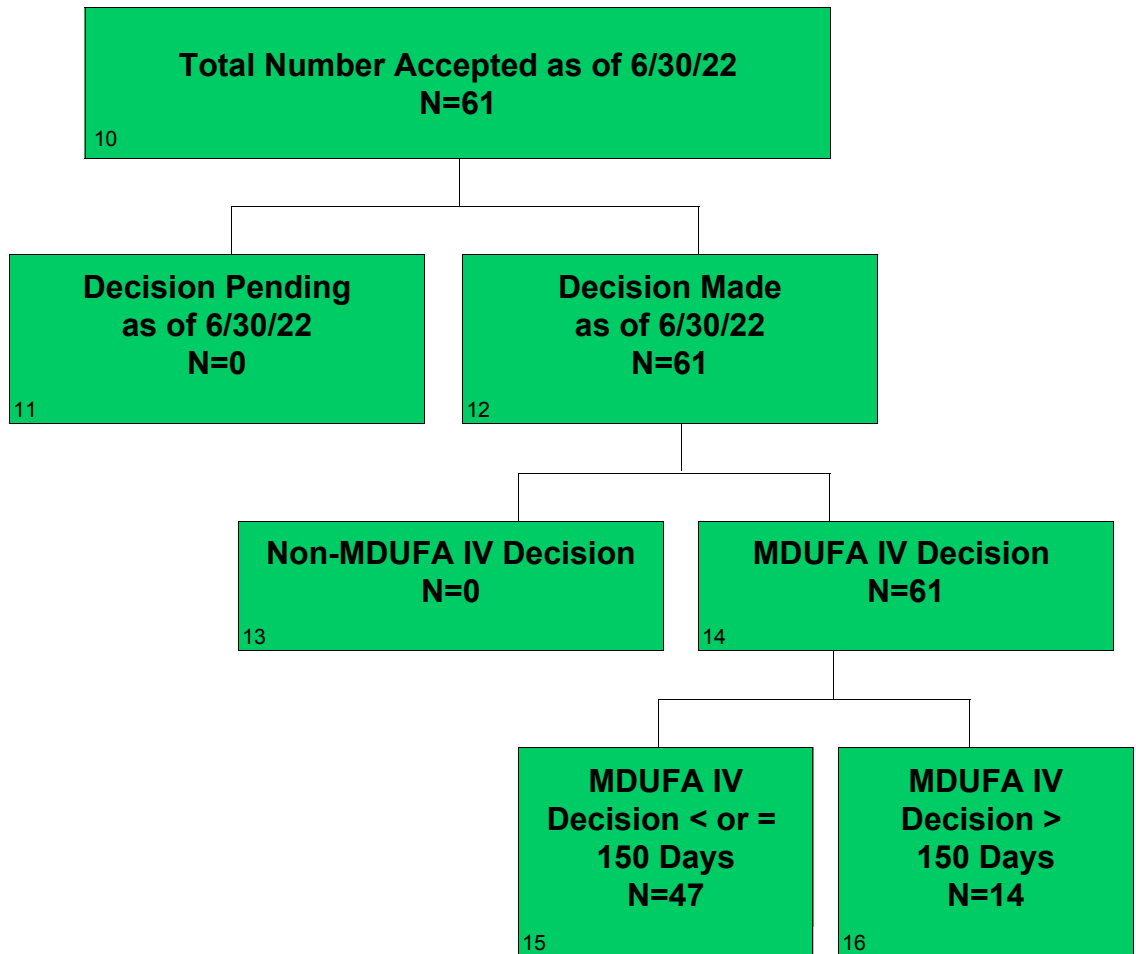 Total Number Accepted as of 6/30/22
N=61
10
Decision Pending
as of 6/30/22
N=0
11
Decision Made
as of 6/30/22
N=61
12
Non-MDUFA IV Decision
N=0
13
MDUFA IV Decision
N=61
14
MDUFA IV
Decision < or =
150 Days
N=47
15
MDUFA IV
Decision >
150 Days
N=14
16